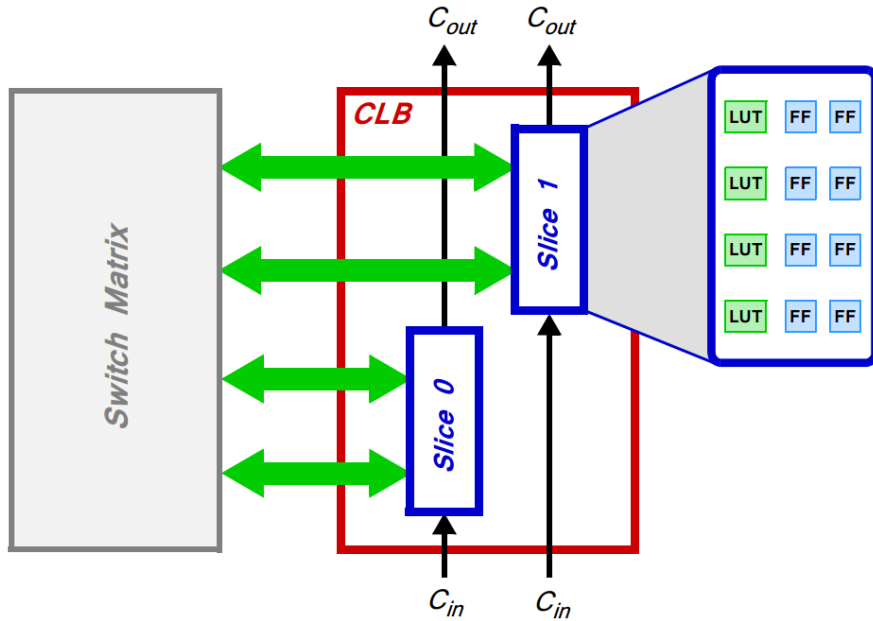 Cout
Cout
CLB
Switch Matrix
Slice 1
Slice 0
LUT FF FF
LUT FF FF
LUT FF FF
LUT FF FF
Cin
Cin